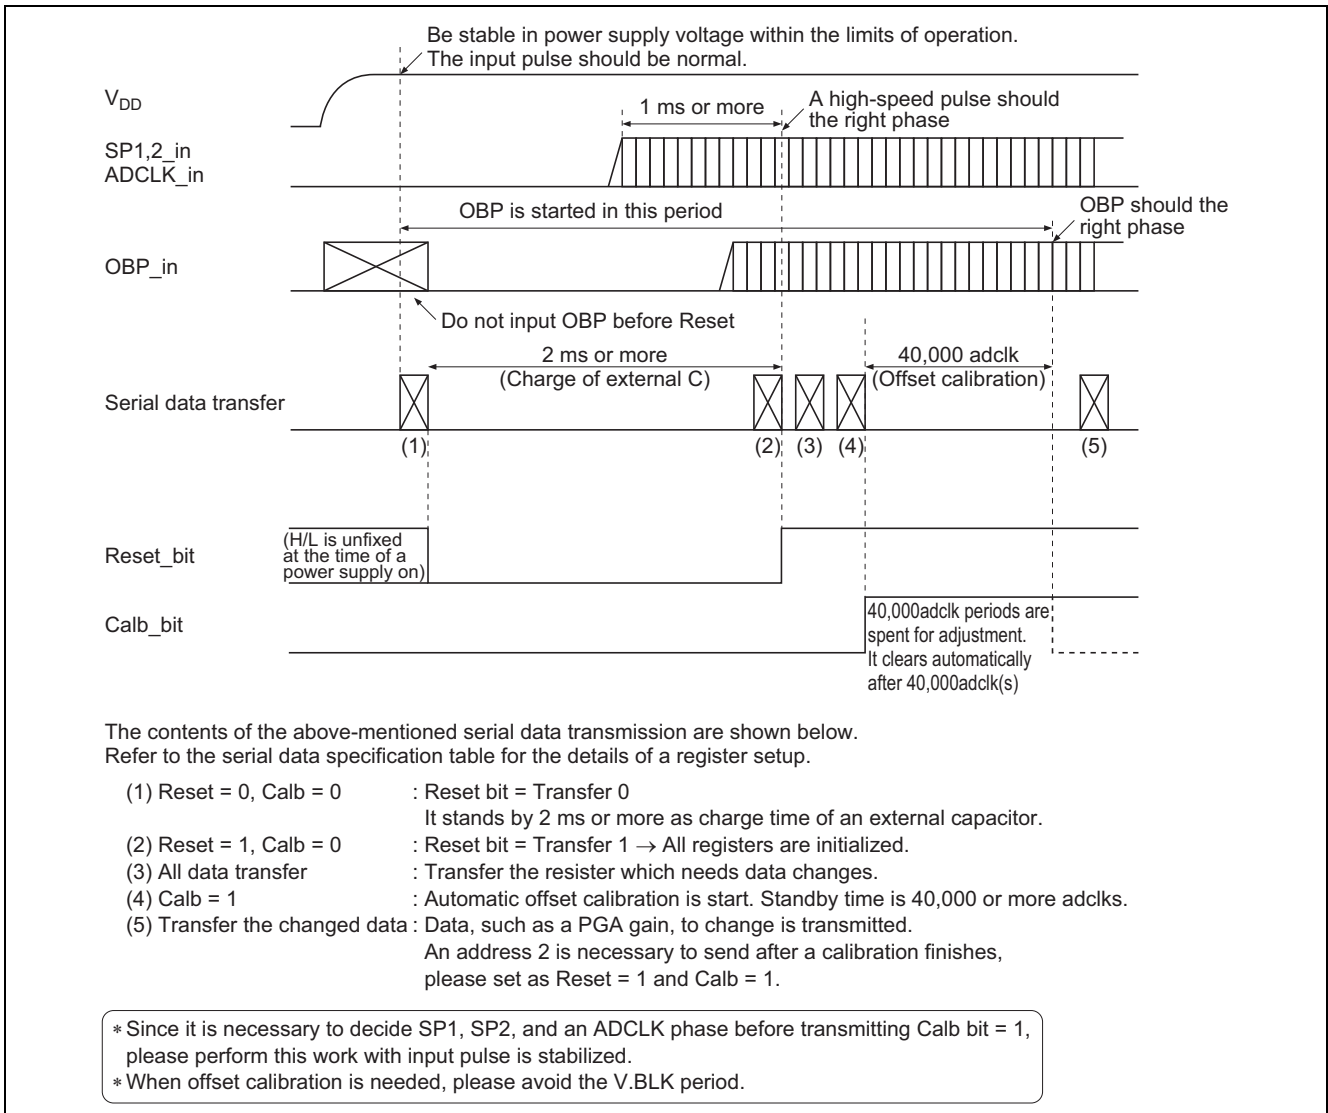 Be stable in power supply voltage within the limits of operation.
The input pulse should be normal.
VDD
1 ms or more
A high-speed pulse should
the right phase
SP1,2_in
ADCLK_in
OBP is started in this period
OBP should the
right phase
OBP_in
Do not input OBP before Reset
2 ms or more
(Charge of external C)
40,000 adclk
(Offset calibration)
Serial data transfer
(1)
(2)
(3)
(4)
(5)
Reset_bit
(H/L is unfixed
at the time of a
power supply on)
Calb_bit
40,000adclk periods are
spent for adjustment.
It clears automatically
after 40,000adclk(s)
The contents of the above-mentioned serial data transmission are shown below.
Refer to the serial data specification table for the details of a register setup.
(1) Reset = 0, Calb = 0 : Reset bit = Transfer 0
It stands by 2 ms or more as charge time of an external capacitor.
(2) Reset = 1, Calb = 0 : Reset bit = Transfer 1 → All registers are initialized.
(3) All data transfer : Transfer the resister which needs data changes.
(4) Calb = 1 : Automatic offset calibration is start. Standby time is 40,000 or more adclks.
(5) Transfer the changed data : Data, such as a PGA gain, to change is transmitted.
An address 2 is necessary to send after a calibration finishes,
please set as Reset = 1 and Calb = 1.
* Since it is necessary to decide SP1, SP2, and an ADCLK phase before transmitting Calb bit = 1,
please perform this work with input pulse is stabilized.
* When offset calibration is needed, please avoid the V.BLK period.